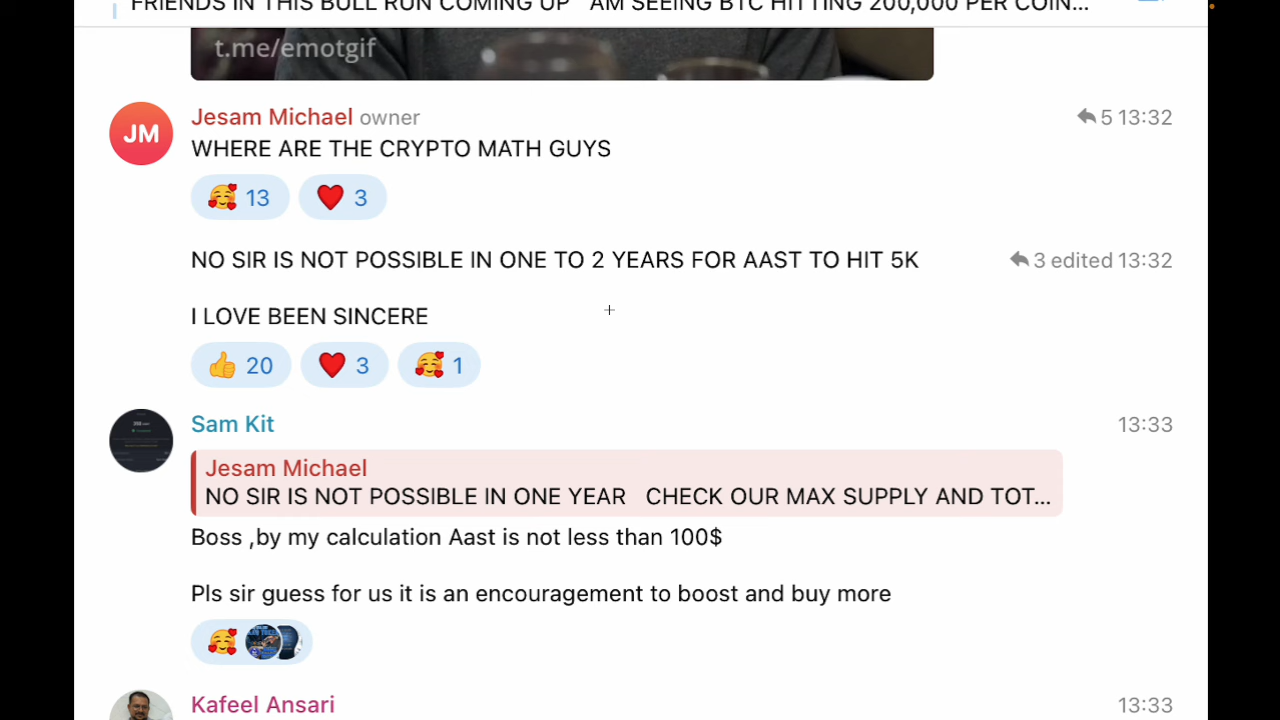 FRIENDS IN THIS BULL RUN COMING UP AM SEEING BTC HITTING 200,000 PER COIN...
t.me/emotgif
JM
Jesam Michael owner
5 13:32
WHERE ARE THE CRYPTO MATH GUYS
13
3
NO SIR IS NOT POSSIBLE IN ONE TO 2 YEARS FOR AAST TO HIT 5K
3 edited 13:32
I LOVE BEEN SINCERE
20
3
1
Sam Kit
13:33
Jesam Michael
NO SIR IS NOT POSSIBLE IN ONE YEAR CHECK OUR MAX SUPPLY AND TOT...
Boss ,by my calculation Aast is not less than 100$
Pls sir guess for us it is an encouragement to boost and buy more
Kafeel Ansari
13:33